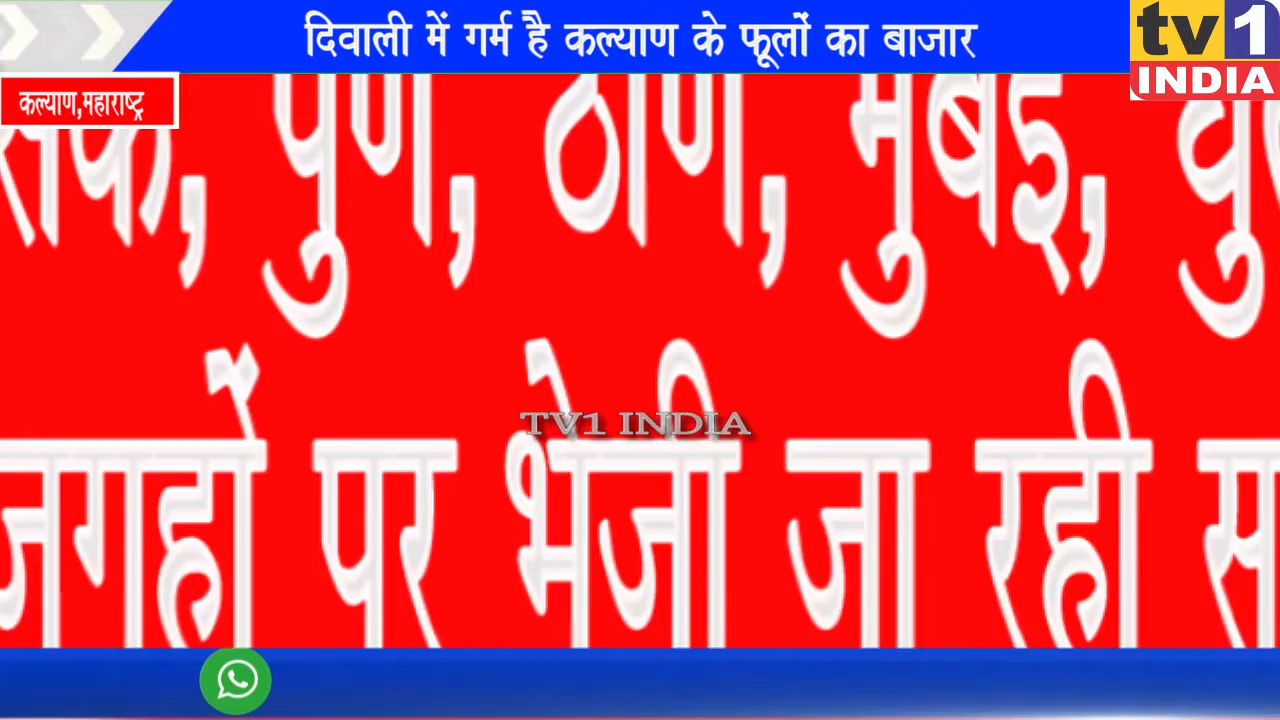 दिवाली में गर्म है कल्याण के फूलों का बाजार
tv1
INDIA
कल्याण,महाराष्ट्र
पुणे, ठाणे, मुंबई,
TV1 INDIA
जगहों पर भेजी जा रही